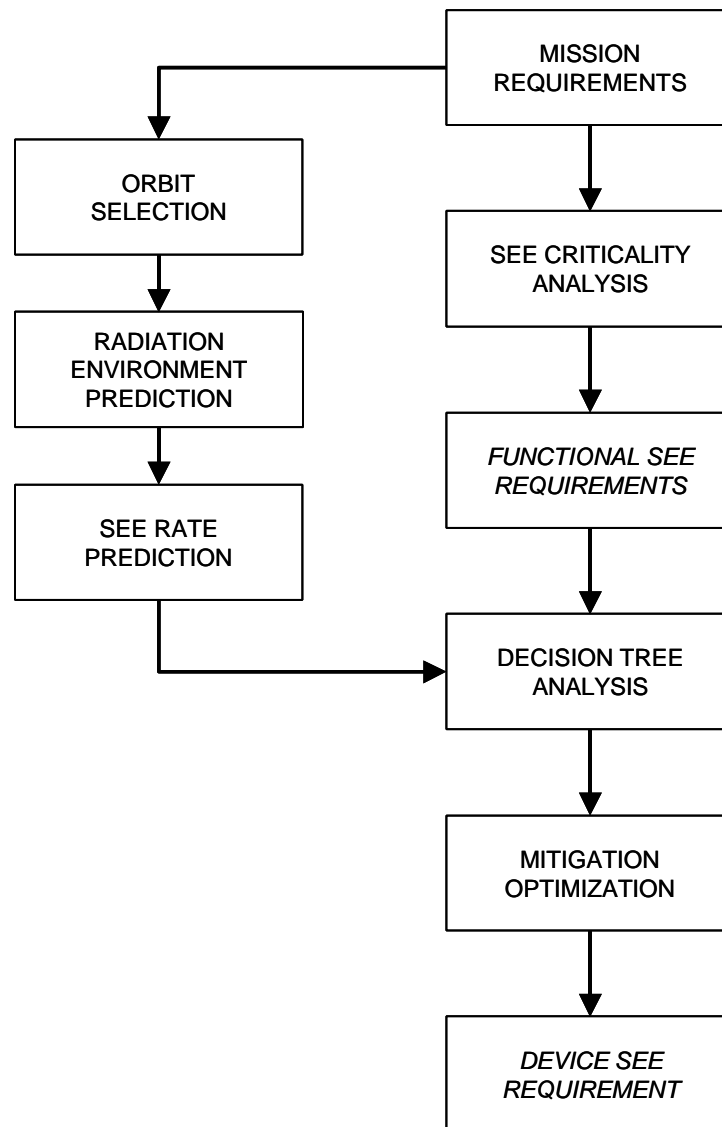 MISSION
REQUIREMENTS
ORBIT
SELECTION
SEE CRITICALITY
ANALYSIS
RADIATION
ENVIRONMENT
PREDICTION
FUNCTIONAL SEE
REQUIREMENTS
SEE RATE
PREDICTION
DECISION TREE
ANALYSIS
MITIGATION
OPTIMIZATION
DEVICE SEE
REQUIREMENT